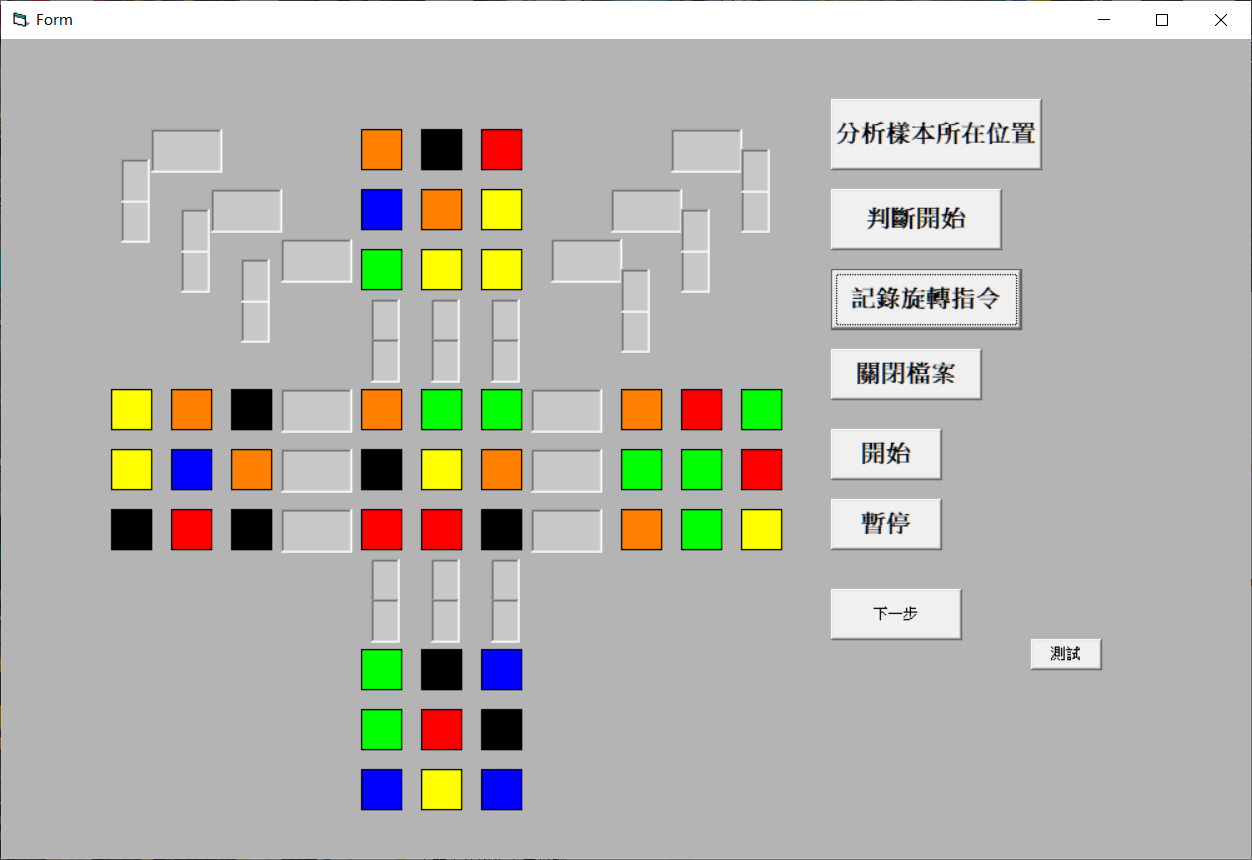 Form
分析樣本所在位置
判斷開始
記錄旋轉指令
關閉檔案
開始
暫停
下一步
測試